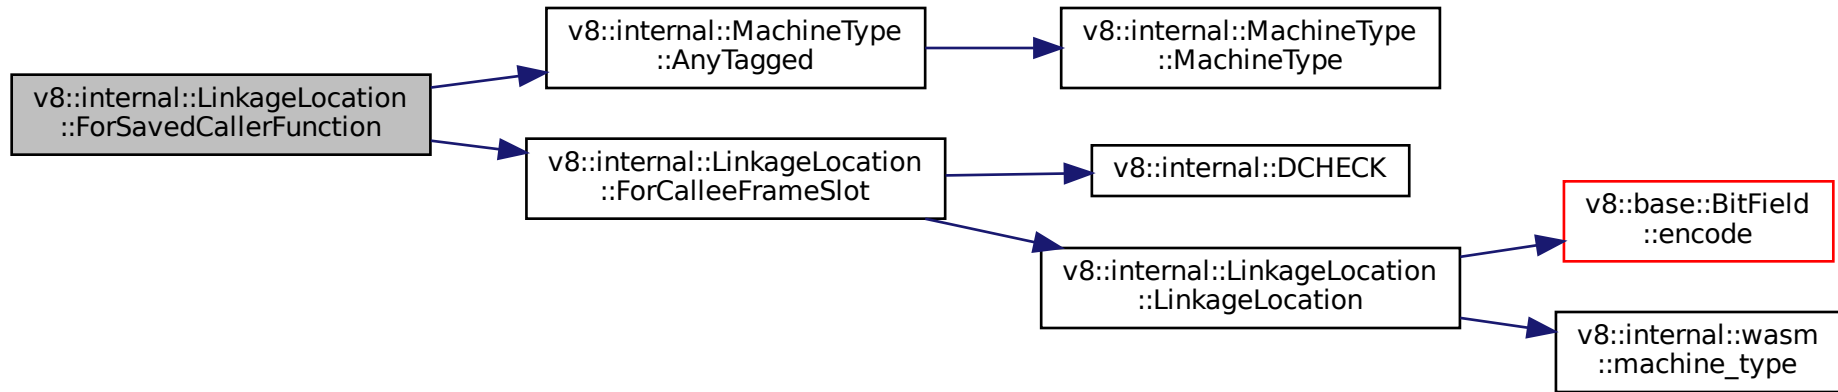 v8::internal::LinkageLocation
::ForSavedCallerFunction
v8::internal::MachineType
::AnyTagged
v8::internal::MachineType
::MachineType
v8::internal::LinkageLocation
::ForCalleeFrameSlot
v8::internal::DCHECK
v8::internal::LinkageLocation
::LinkageLocation
v8::base::BitField
::encode
v8::internal::wasm
::machine_type